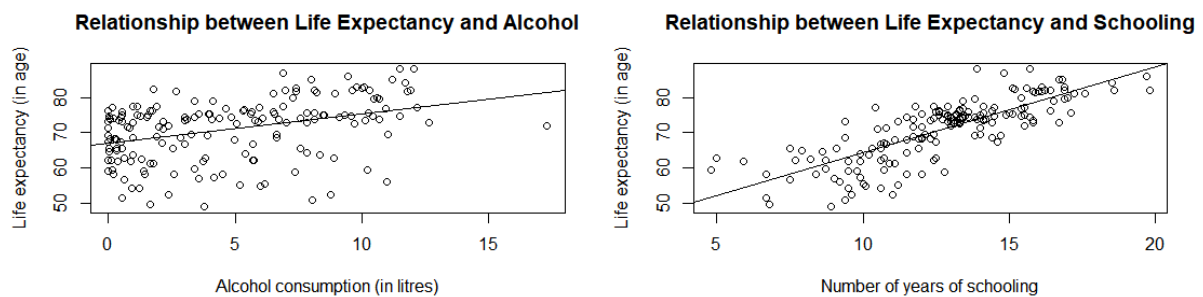 Relationship between Life Expectancy and Alcohol
Life expectancy (in age)
80
70
60
50
0
5
10
15
Alcohol consumption (in litres)
Relationship between Life Expectancy and Schooling
Life expectancy (in age)
80
70
60
50
5
10
15
20
Number of years of schooling